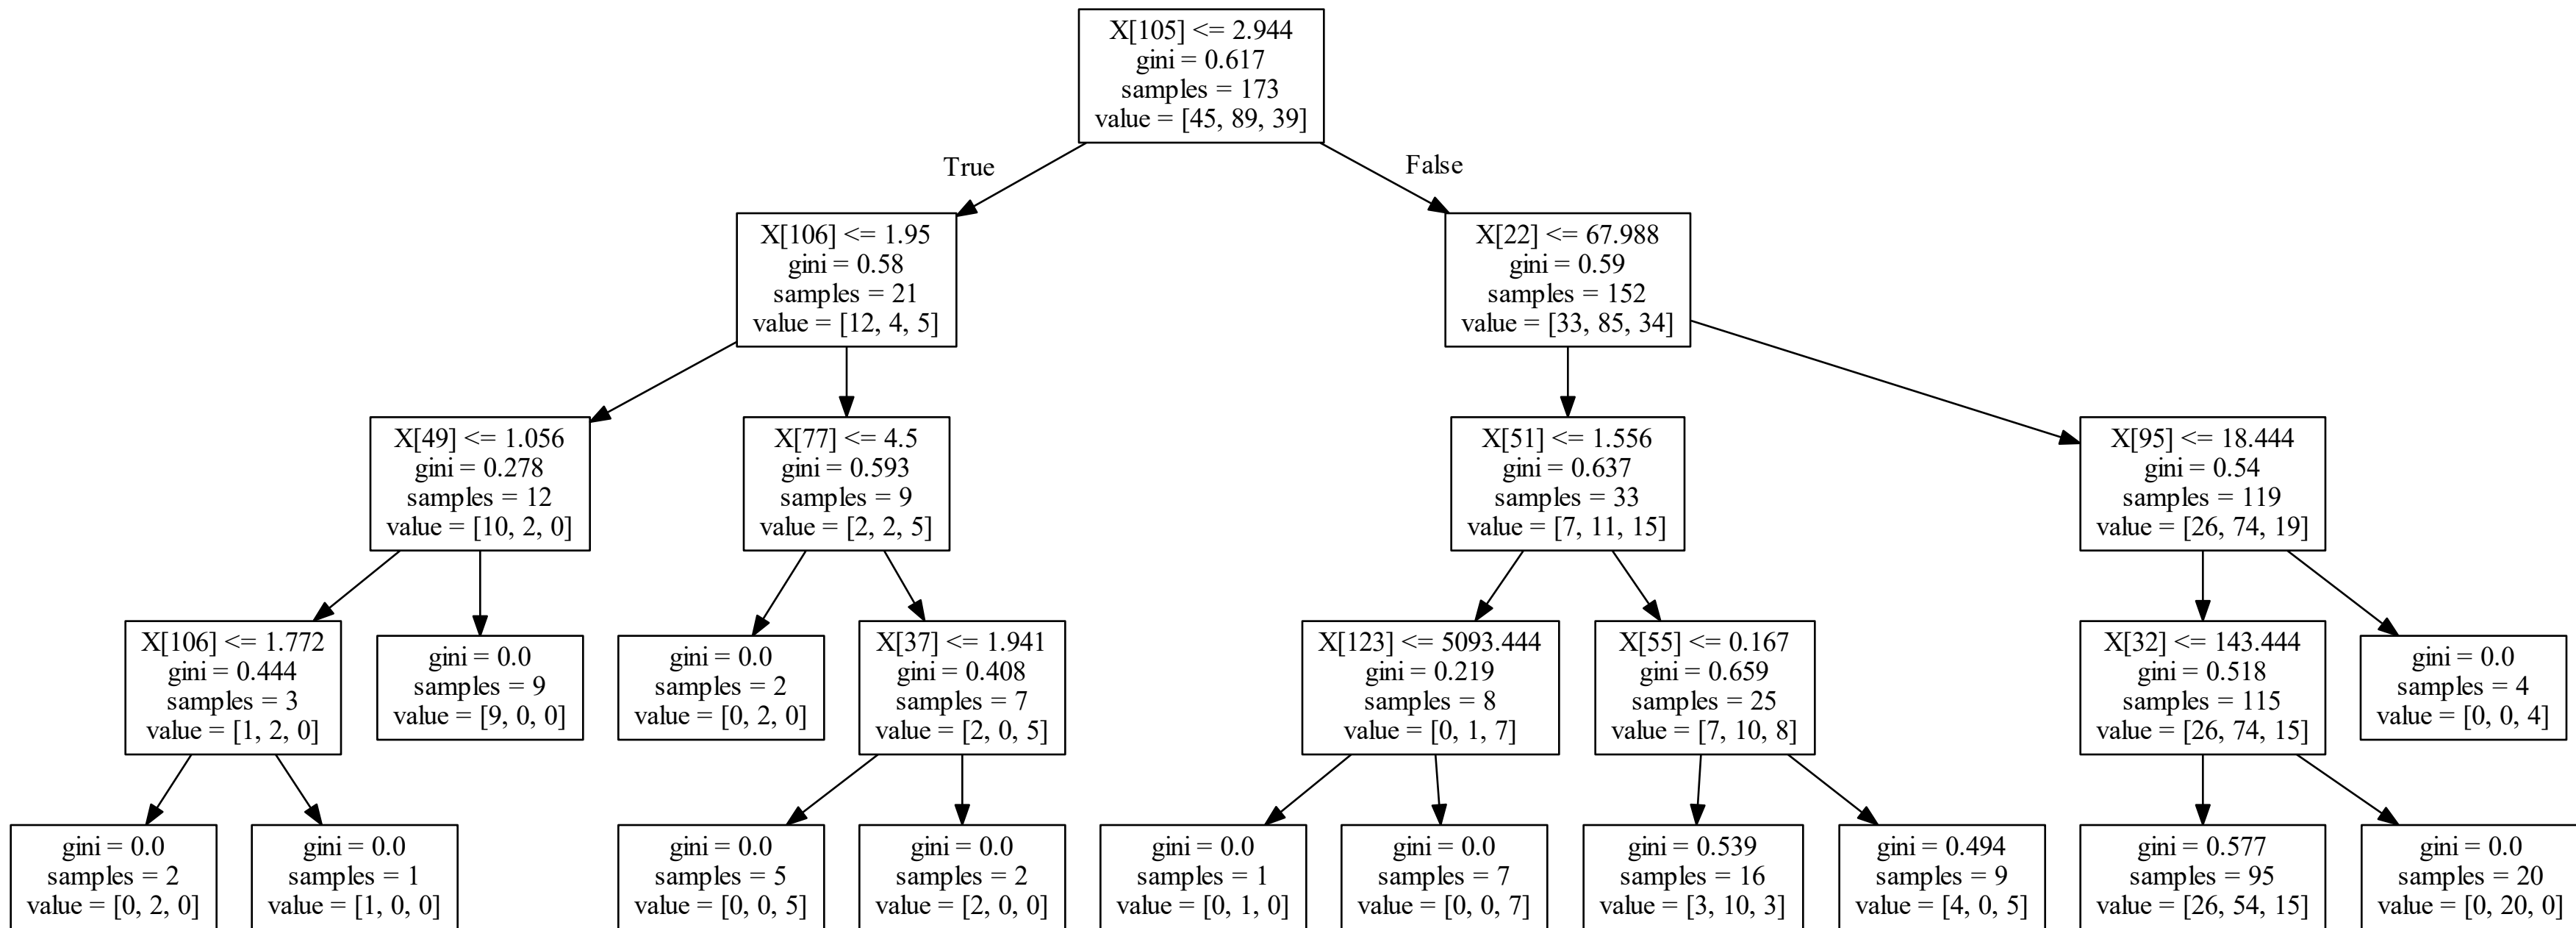 X[105] <= 2.944
gini = 0.617
samples = 173
value = [45, 89, 39]
True
False
X[106] <= 1.95
gini = 0.58
samples = 21
value = [12, 4, 5]
X[22] <= 67.988
gini = 0.59
samples = 152
value = [33, 85, 34]
X[49] <= 1.056
gini = 0.278
samples = 12
value = [10, 2, 0]
X[77] <= 4.5
gini = 0.593
samples = 9
value = [2, 2, 5]
X[51] <= 1.556
gini = 0.637
samples = 33
value = [7, 11, 15]
X[95] <= 18.444
gini = 0.54
samples = 119
value = [26, 74, 19]
X[106] <= 1.772
gini = 0.444
samples = 3
value = [1, 2, 0]
gini = 0.0
samples = 9
value = [9, 0, 0]
gini = 0.0
samples = 2
value = [0, 2, 0]
X[37] <= 1.941
gini = 0.408
samples = 7
value = [2, 0, 5]
X[123] <= 5093.444
gini = 0.219
samples = 8
value = [0, 1, 7]
X[55] <= 0.167
gini = 0.659
samples = 25
value = [7, 10, 8]
X[32] <= 143.444
gini = 0.518
samples = 115
value = [26, 74, 15]
gini = 0.0
samples = 4
value = [0, 0, 4]
gini = 0.0
samples = 2
value = [0, 2, 0]
gini = 0.0
samples = 1
value = [1, 0, 0]
gini = 0.0
samples = 5
value = [0, 0, 5]
gini = 0.0
samples = 2
value = [2, 0, 0]
gini = 0.0
samples = 1
value = [0, 1, 0]
gini = 0.0
samples = 7
value = [0, 0, 7]
gini = 0.539
samples = 16
value = [3, 10, 3]
gini = 0.494
samples = 9
value = [4, 0, 5]
gini = 0.577
samples = 95
value = [26, 54, 15]
gini = 0.0
samples = 20
value = [0, 20, 0]